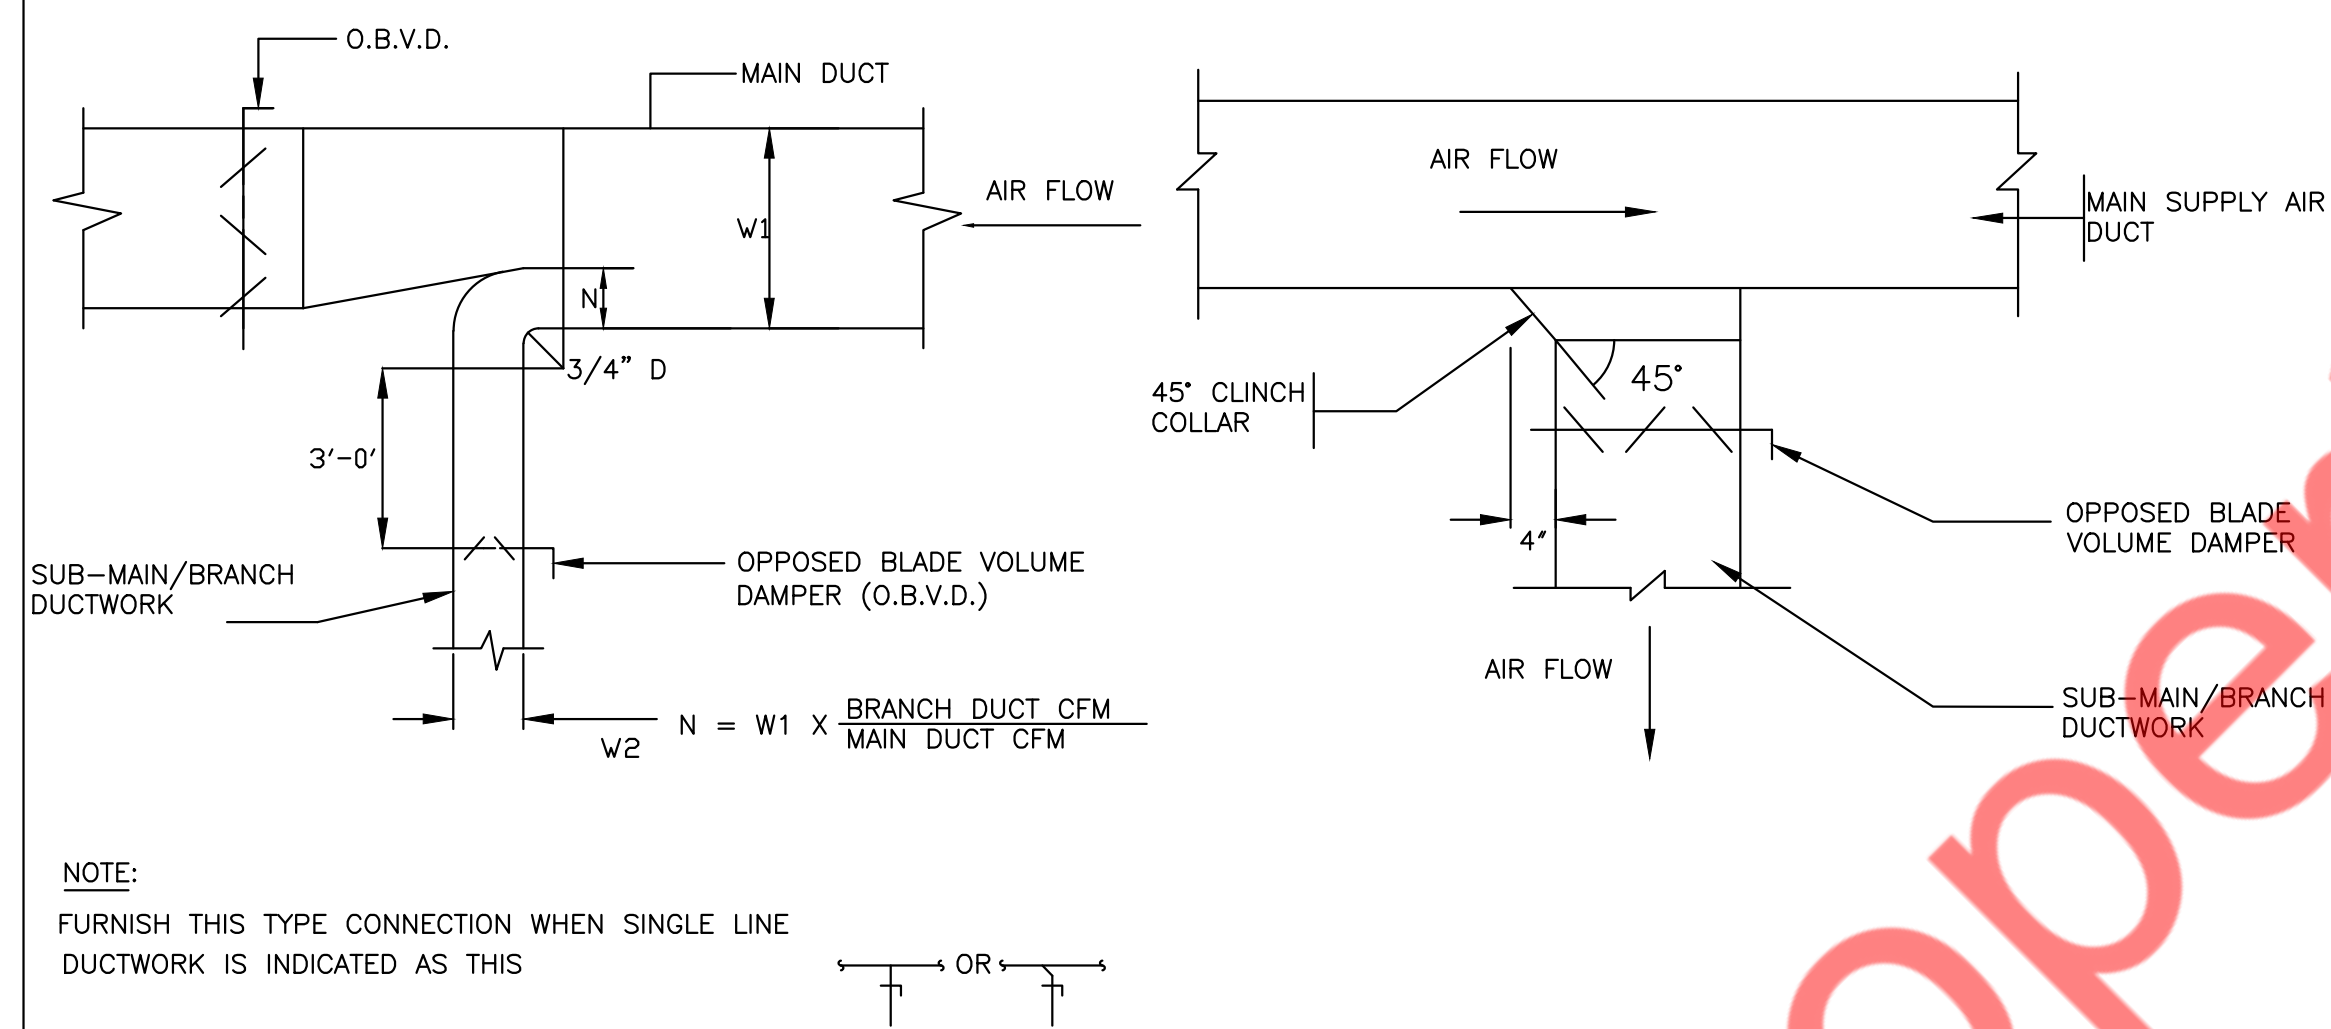 O.B.V.D.
MAIN DUCT
AIR FLOW
W1
N
3/4” D
3'-0'
OPPOSED BLADE VOLUME
DAMPER (O.B.V.D.)
SUB-MAIN/BRANCH
DUCTWORK
W2
N = W1 X BRANCH DUCT CFM
MAIN DUCT CFM
AIR FLOW
MAIN SUPPLY AIR
DUCT
45° CLINCH
COLLAR
45°
4"
OPPOSED BLADE
VOLUME DAMPER
AIR FLOW
SUB-MAIN/BRANCH
DUCTWORK
NOTE:
FURNISH THIS TYPE CONNECTION WHEN SINGLE LINE
DUCTWORK IS INDICATED AS THIS OR